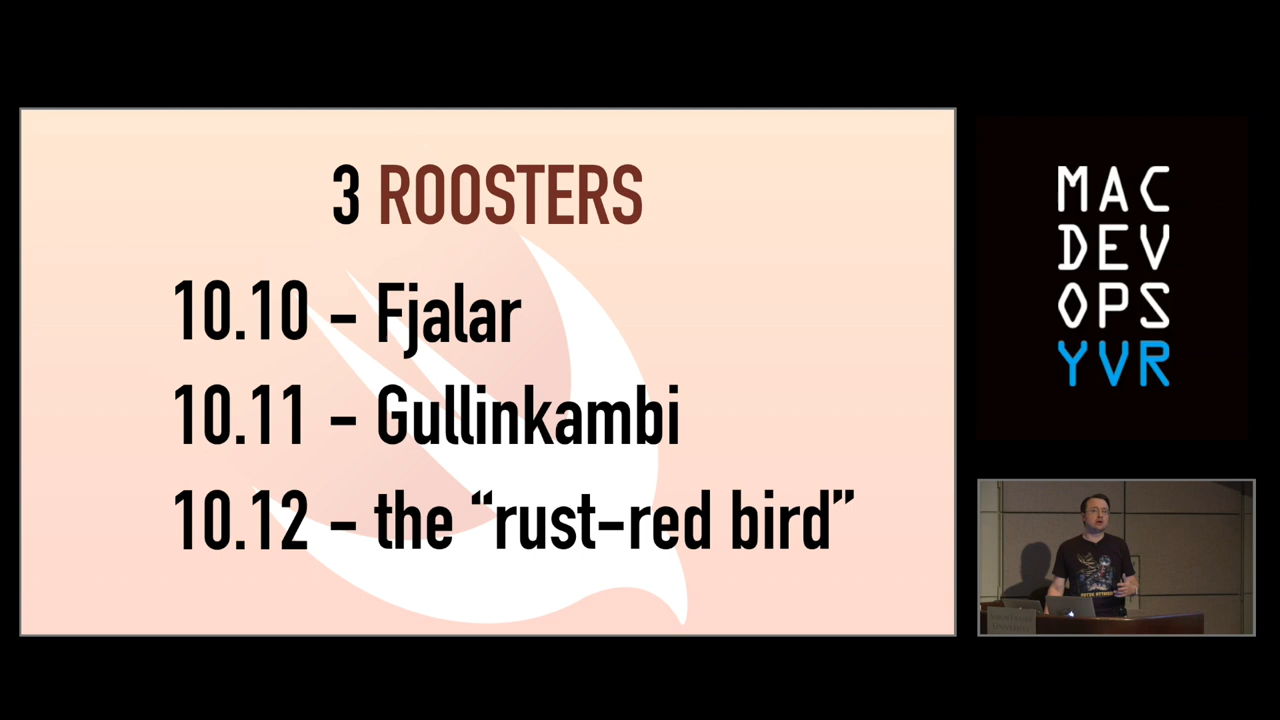 3 ROOSTERS
10.10 – Fjalar
10.11 – Gullinkambi
10.12 – the “rust-red bird”
MAC
DEV
OPS
YVR